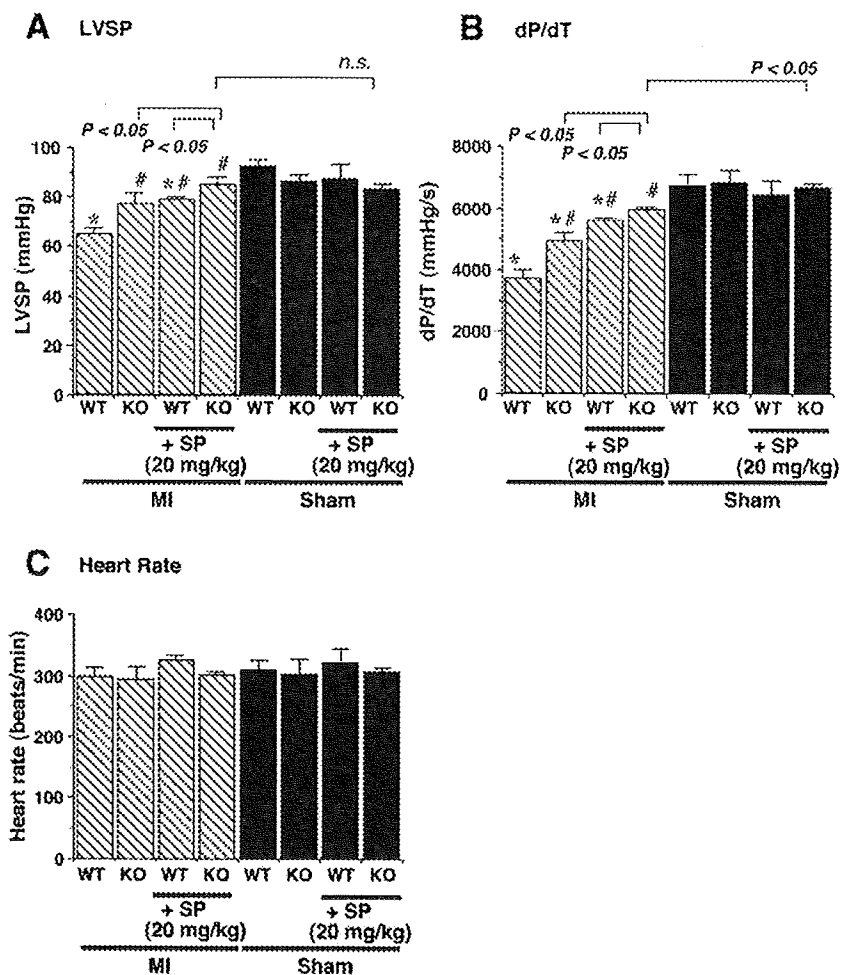 A LVSP
n.s.
P < 0.05
P < 0.05
LVSP (mmHg)
100
80
60
40
20
0
*
#
* #
#
WT KO WT KO WT KO WT KO
+ SP + SP
(20 mg/kg) (20 mg/kg)
MI Sham
B dP/dT
P < 0.05
P < 0.05
P < 0.05
dP/dT (mmHg/s)
8000
6000
4000
2000
0
*
* #
* #
#
WT KO WT KO WT KO WT KO
+ SP + SP
(20 mg/kg) (20 mg/kg)
MI Sham
C Heart Rate
Heart rate (beats/min)
400
300
200
100
0
WT KO WT KO WT KO WT KO
+ SP + SP
(20 mg/kg) (20 mg/kg)
MI Sham